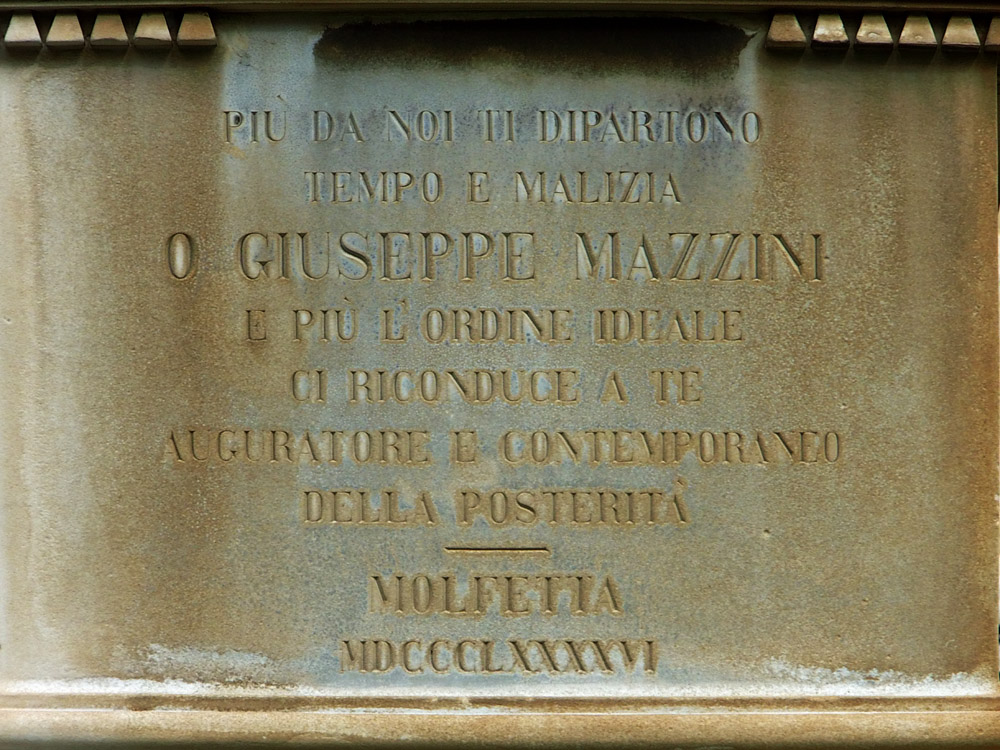 PIÙ DA NOI TI DIPARTONO
TEMPO E MALIZIA
O GIUSEPPE MAZZINI
E PIÙ L'ORDINE IDEALE
CI RICONDUCE A TE
AUGURATORE E CONTEMPORANEO
DELLA POSTERITÀ
MOLFETTA
MDCCCCLXXXXVI